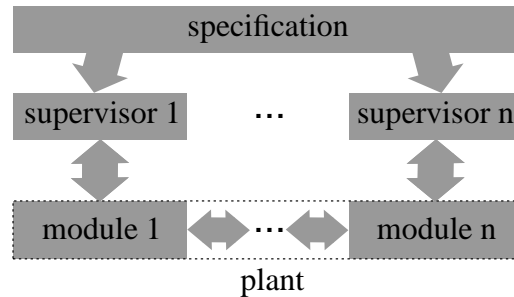 specification
supervisor 1 ... supervisor n
module 1 ... module n
plant